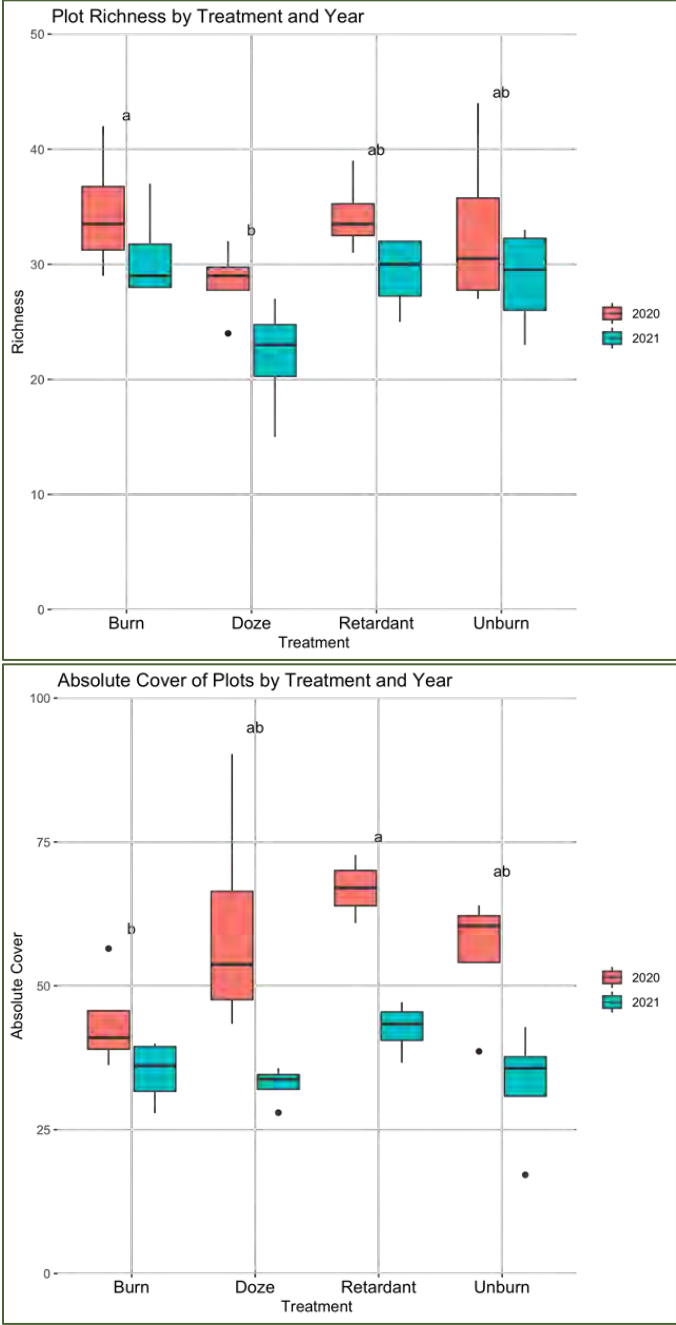 Plot Richness by Treatment and Year
50
40
30
20
10
0
Richness
a
b
ab
ab
Burn Doze Retardant Unburn
Treatment
2020
2021
Absolute Cover of Plots by Treatment and Year
100
75
50
25
0
Absolute Cover
b
ab
a
ab
Burn Doze Retardant Unburn
Treatment
2020
2021